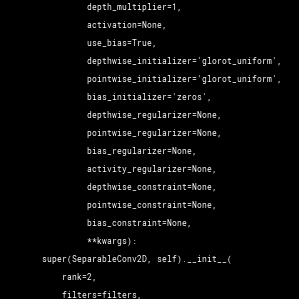 depth_multiplier=1,
activation=None,
use_bias=True,
depthwise_initializer='glorot_uniform',
pointwise_initializer='glorot_uniform',
bias_initializer='zeros',
depthwise_regularizer=None,
pointwise_regularizer=None,
bias_regularizer=None,
activity_regularizer=None,
depthwise_constraint=None,
pointwise_constraint=None,
bias_constraint=None,
**kwargs):
super(SeparableConv2D, self).__init__(
rank=2,
filters=filters,